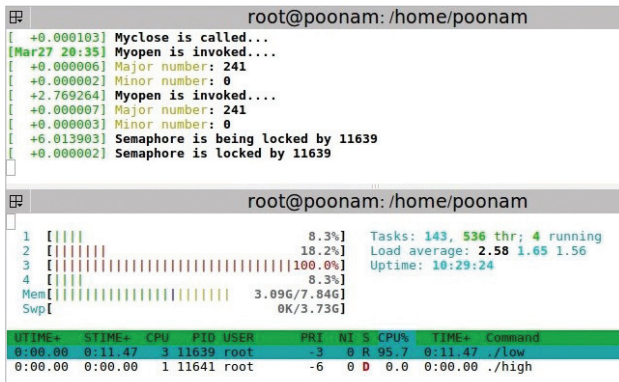 root@poonam: /home/poonam
[  +0.000103] Myclose is called...
[Mar27 20:35] Myopen is invoked....
[  +0.000006] Major number: 241
[  +0.000002] Minor number: 0
[  +2.769264] Myopen is invoked....
[  +0.000007] Major number: 241
[  +0.000003] Minor number: 0
[  +6.013903] Semaphore is being locked by 11639
[  +0.000002] Semaphore is locked by 11639
root@poonam: /home/poonam
1 [|||| 8.3%] Tasks: 143, 536 thr; 4 running
2 [||||||| 18.2%] Load average: 2.58 1.65 1.56
3 [||||||||||||||||||||||||||||||||100.0%] Uptime: 10:29:24
4 [|||| 8.3%]
Mem[|||||||||||||||||||||||| 3.09G/7.84G]
Swp[ 0K/3.73G]
UTIME+ STIME+ CPU PID USER PRI NI S CPU% TIME+ Command
0:00.00 0:11.47 3 11639 root -3 0 R 95.7 0:11.47 ./low
0:00.00 0:00.00 1 11641 root -6 0 D 0.0 0:00.00 ./high